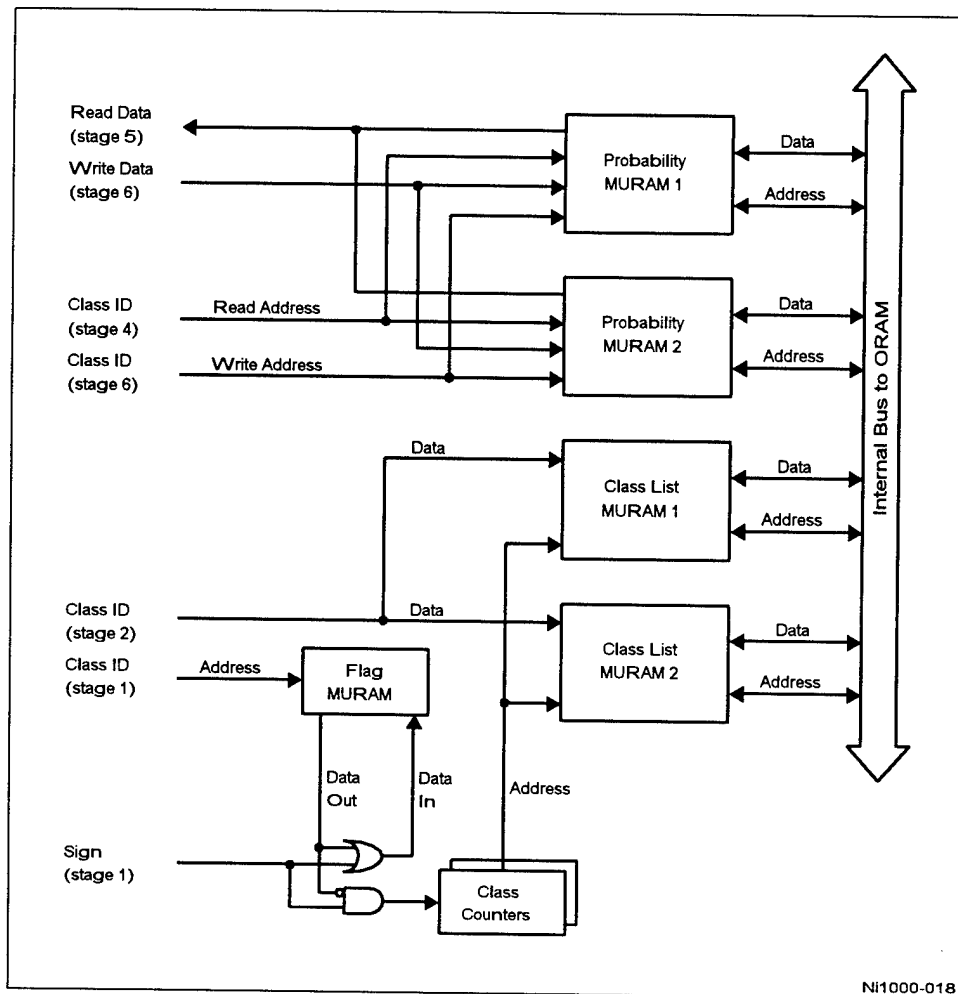 Read Data
(stage 5)
Write Data
(stage 6)
Probability
MURAM 1
Data
Address
Class ID
(stage 4)
Read Address
Class ID
(stage 6)
Write Address
Probability
MURAM 2
Data
Address
Internal Bus to ORAM
Data
Class List
MURAM 1
Data
Address
Class ID
(stage 2)
Data
Class List
MURAM 2
Data
Address
Class ID
(stage 1)
Address
Flag
MURAM
Data
Out
Data
In
Address
Sign
(stage 1)
Class
Counters
Ni1000-018